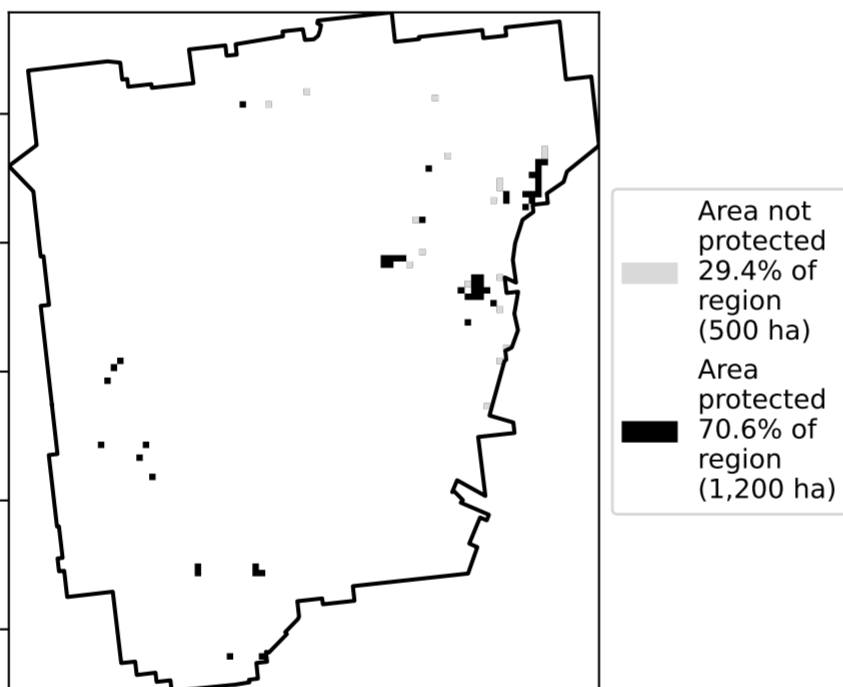 Area not
protected
29.4% of
region
(500 ha)
Area
protected
70.6% of
region
(1,200 ha)